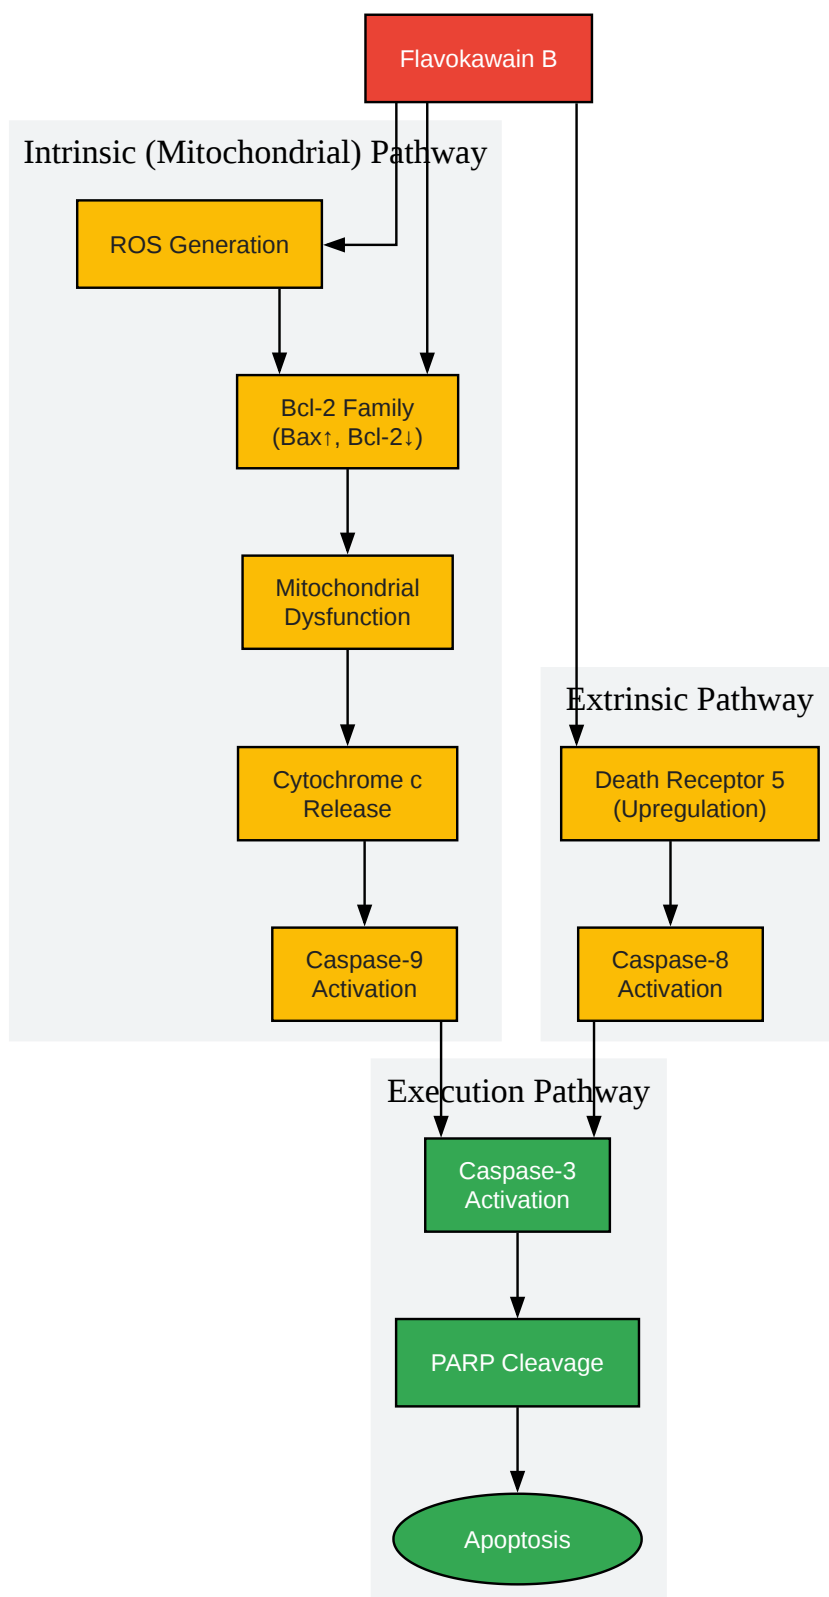 Flavokawain B
Intrinsic (Mitochondrial) Pathway
ROS Generation
Bcl-2 Family
(Bax↑, Bcl-2↓)
Mitochondrial
Dysfunction
Cytochrome c
Release
Caspase-9
Activation
Extrinsic Pathway
Death Receptor 5
(Upregulation)
Caspase-8
Activation
Execution Pathway
Caspase-3
Activation
PARP Cleavage
Apoptosis